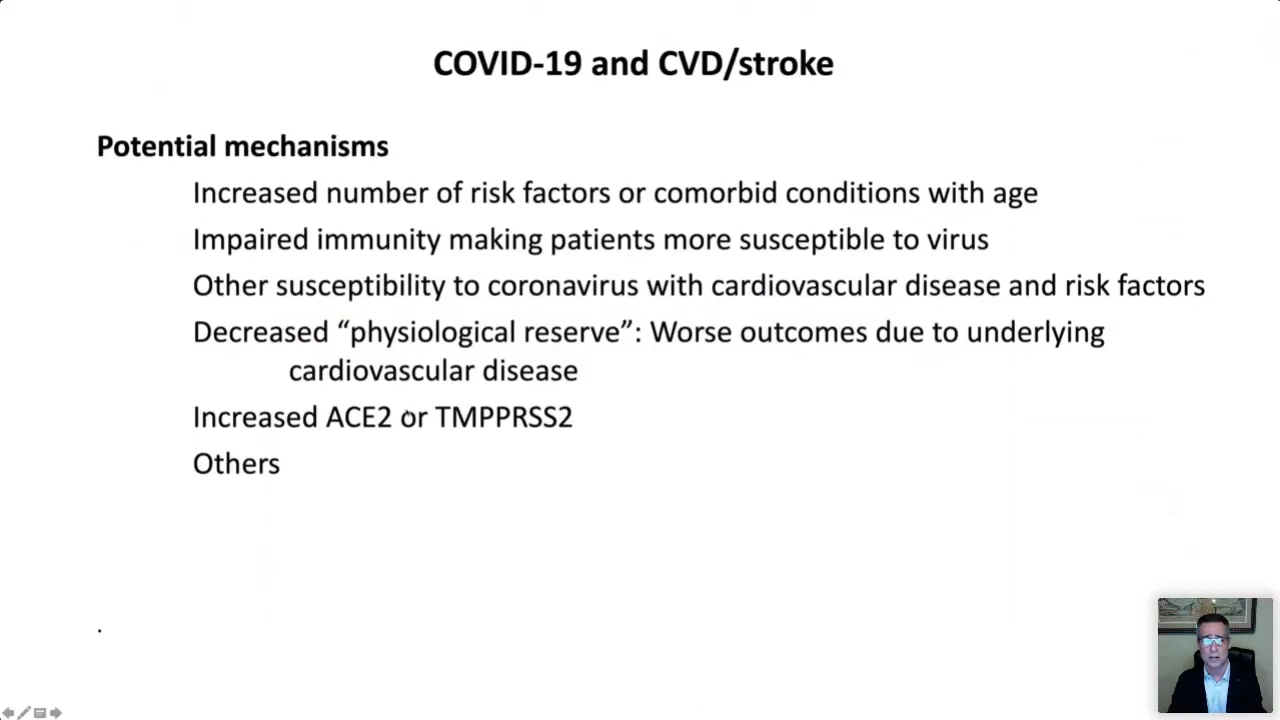 COVID-19 and CVD/stroke
Potential mechanisms
Increased number of risk factors or comorbid conditions with age
Impaired immunity making patients more susceptible to virus
Other susceptibility to coronavirus with cardiovascular disease and risk factors
Decreased “physiological reserve”: Worse outcomes due to underlying
cardiovascular disease
Increased ACE2 or TMPPRSS2
Others
.